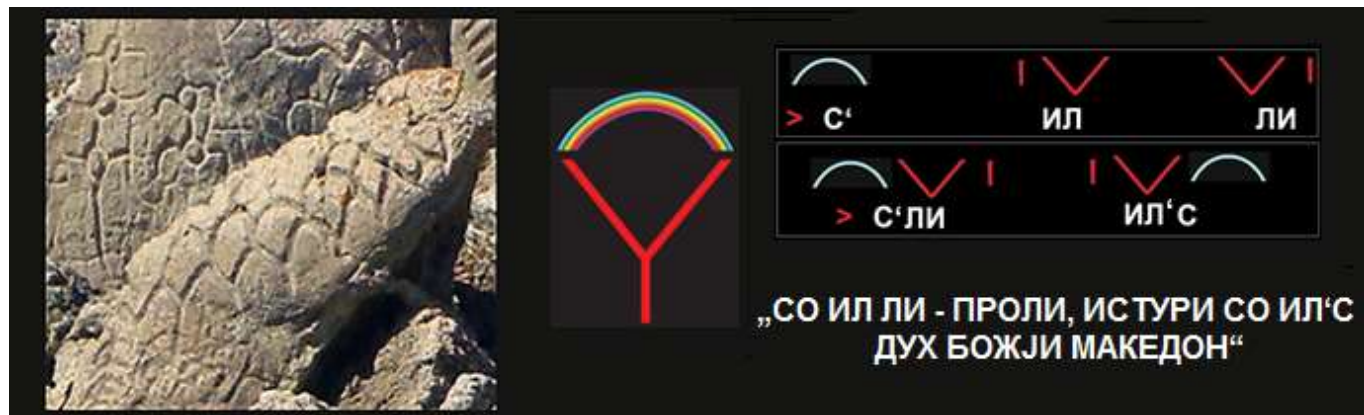 > С‘ ИЛ ЛИ
> С‘ЛИ ИЛ‘С
„СО ИЛ ЛИ - ПРОЛИ, ИСТУРИ СО ИЛ‘С
ДУХ БОЖЈИ МАКЕДОН“